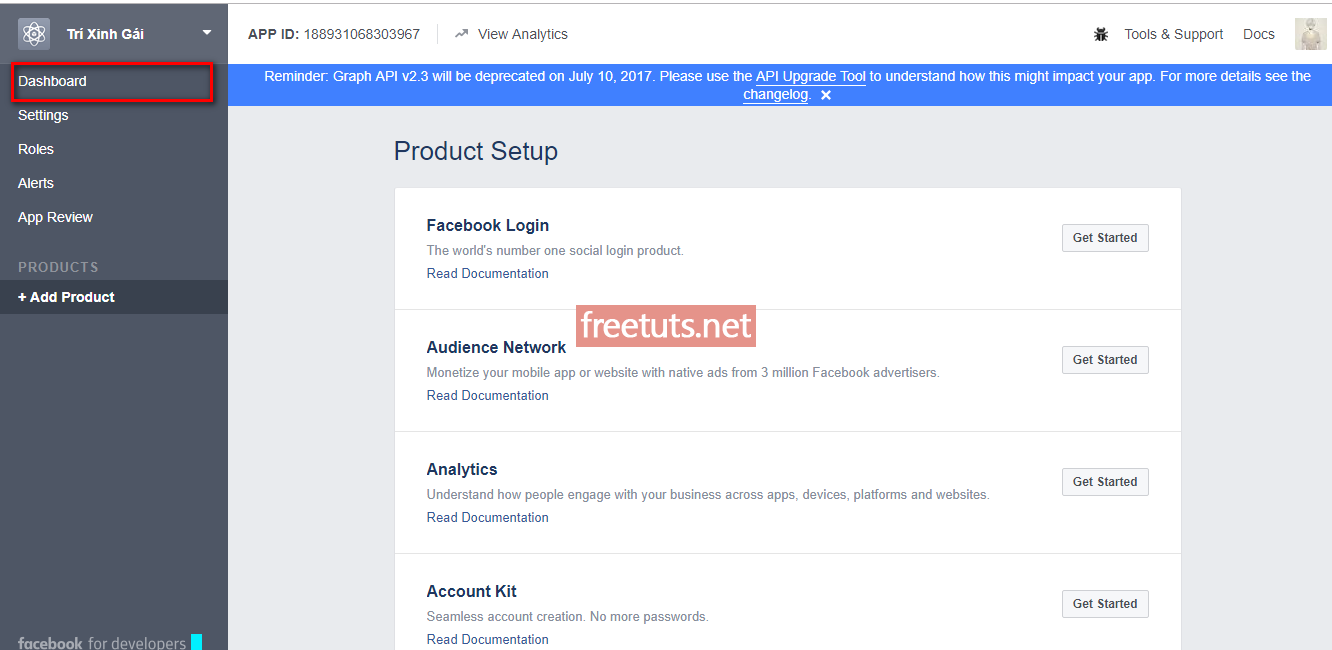 Trí Xinh Gái
APP ID: 188931068303967
View Analytics
Tools & Support
Docs
Dashboard
Settings
Roles
Alerts
App Review
PRODUCTS
+ Add Product
facebook for developers
Reminder: Graph API v2.3 will be deprecated on July 10, 2017. Please use the API Upgrade Tool to understand how this might impact your app. For more details see the
changelog.
Product Setup
Facebook Login
The world's number one social login product.
Read Documentation
Get Started
freetuts.net
Audience Network
Monetize your mobile app or website with native ads from 3 million Facebook advertisers.
Read Documentation
Get Started
Analytics
Understand how people engage with your business across apps, devices, platforms and websites.
Read Documentation
Get Started
Account Kit
Seamless account creation. No more passwords.
Read Documentation
Get Started